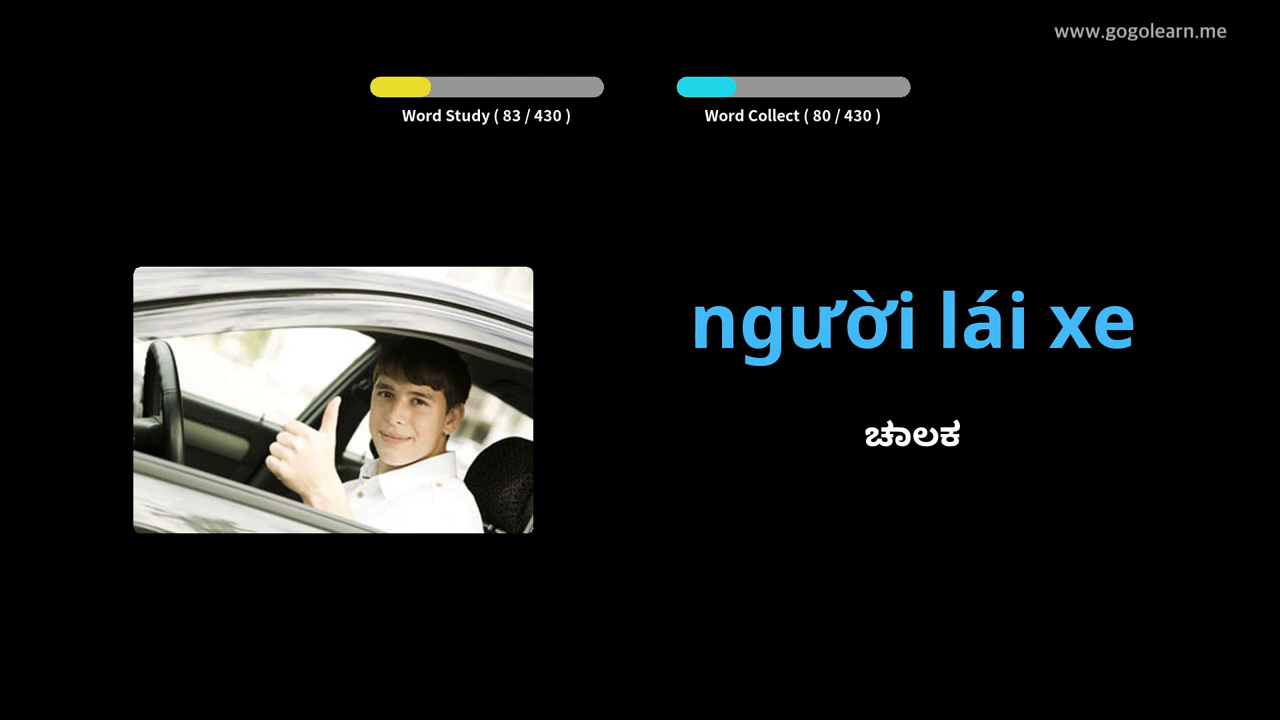 www.gogolearn.me
Word Study ( 83 / 430 )
Word Collect ( 80 / 430 )
người lái xe
ಚಾಲಕ